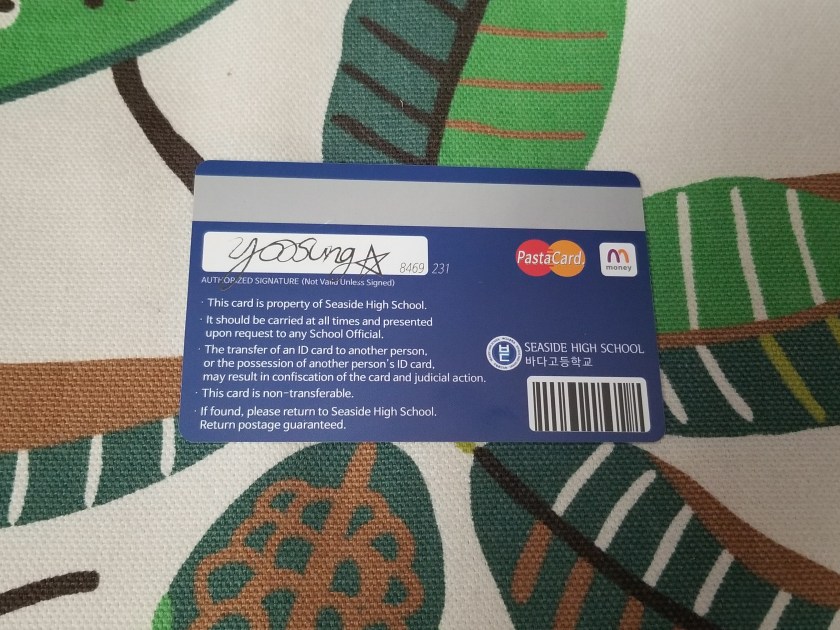 yoosung☆
8469 231
AUTHORIZED SIGNATURE (Not Valid Unless Signed)
PastaCard.
money
· This card is property of Seaside High School.
· It should be carried at all times and presented
upon request to any School Official.
· The transfer of an ID card to another person,
or the possession of another person's ID card,
may result in confiscation of the card and judicial action.
· This card is non-transferable.
· If found, please return to Seaside High School.
Return postage guaranteed.
SEASIDE HIGH SCHOOL
바다고등학교